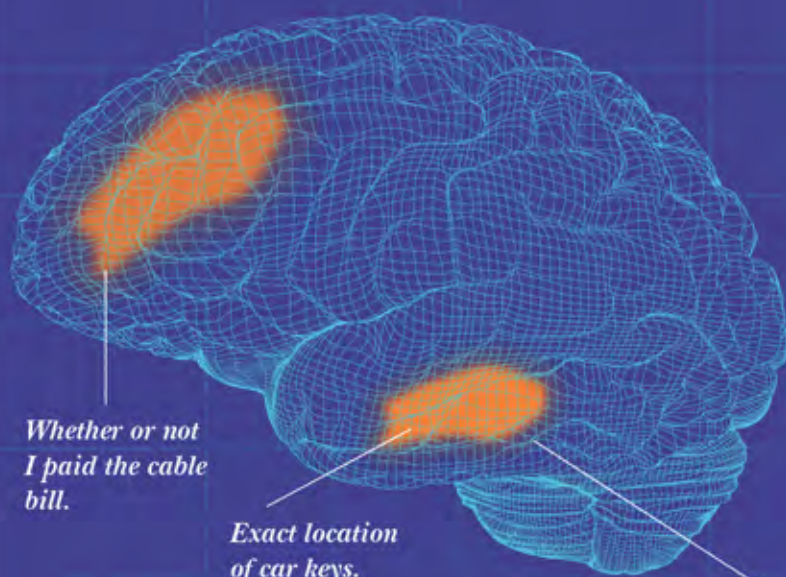 Whether or not
I paid the cable
bill.
Exact location
of car keys.